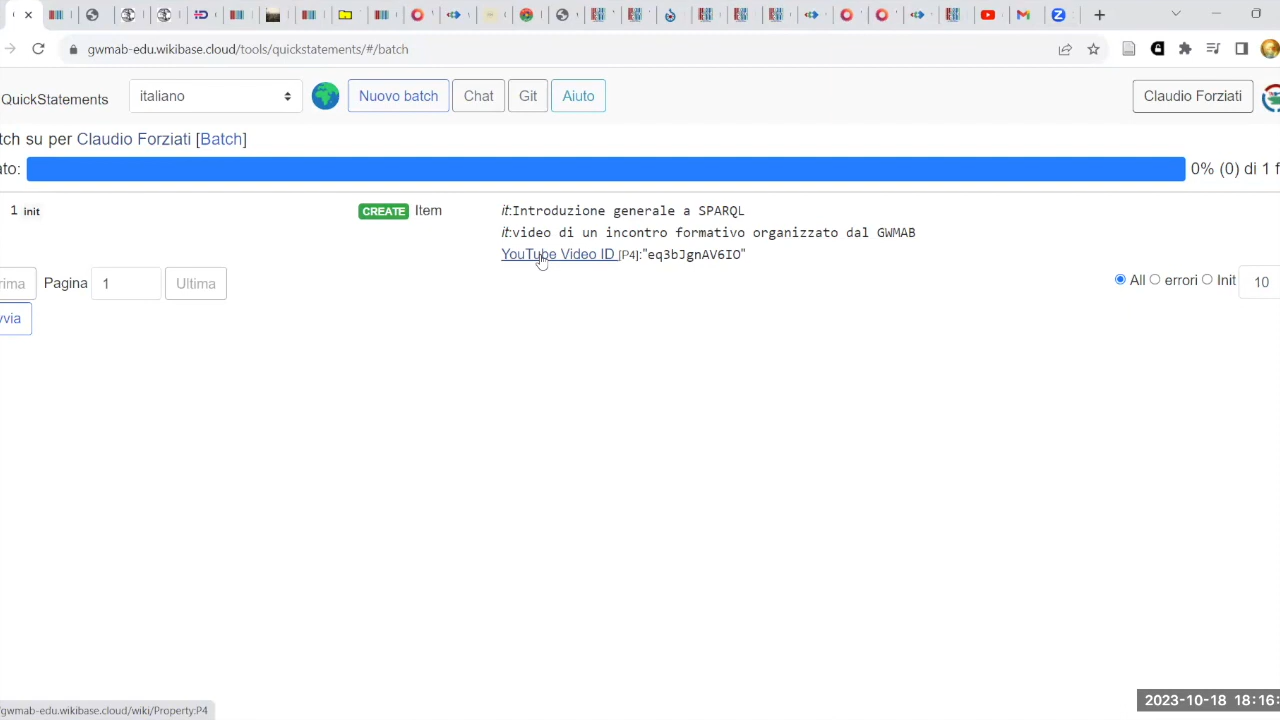 gwmab-edu.wikibase.cloud/tools/quickstatements/#/batch
QuickStatements italiano Nuovo batch Chat Git Aiuto Claudio Forziati
tch su per Claudio Forziati [Batch]
ato: 0% (0) di 1 f
1 init CREATE Item it:Introduzione generale a SPARQL
it:video di un incontro formativo organizzato dal GWMAB
YouTube Video ID [P4]:"eq3bJgnAV6IO"
rima Pagina 1 Ultima All errori Init 10
vvia
gwmab-edu.wikibase.cloud/wiki/Property:P4
2023-10-18 18:16: